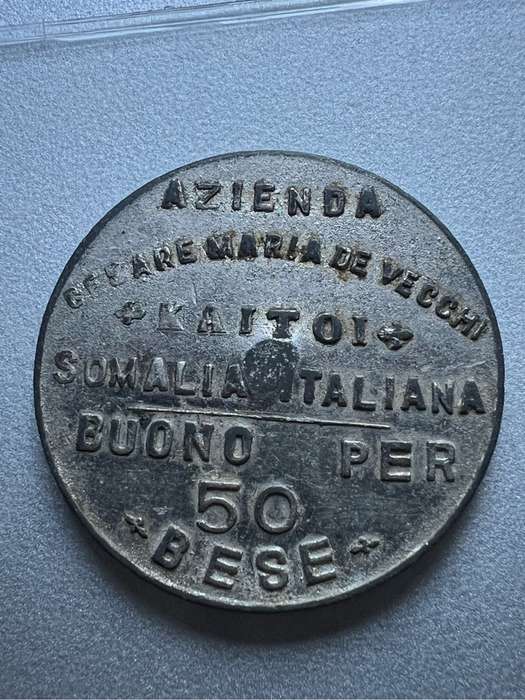 AZIENDA
CESARE MARIA DE VECCHI
KAITOI
SOMALIA ITALIANA
BUONO PER
50
BESE